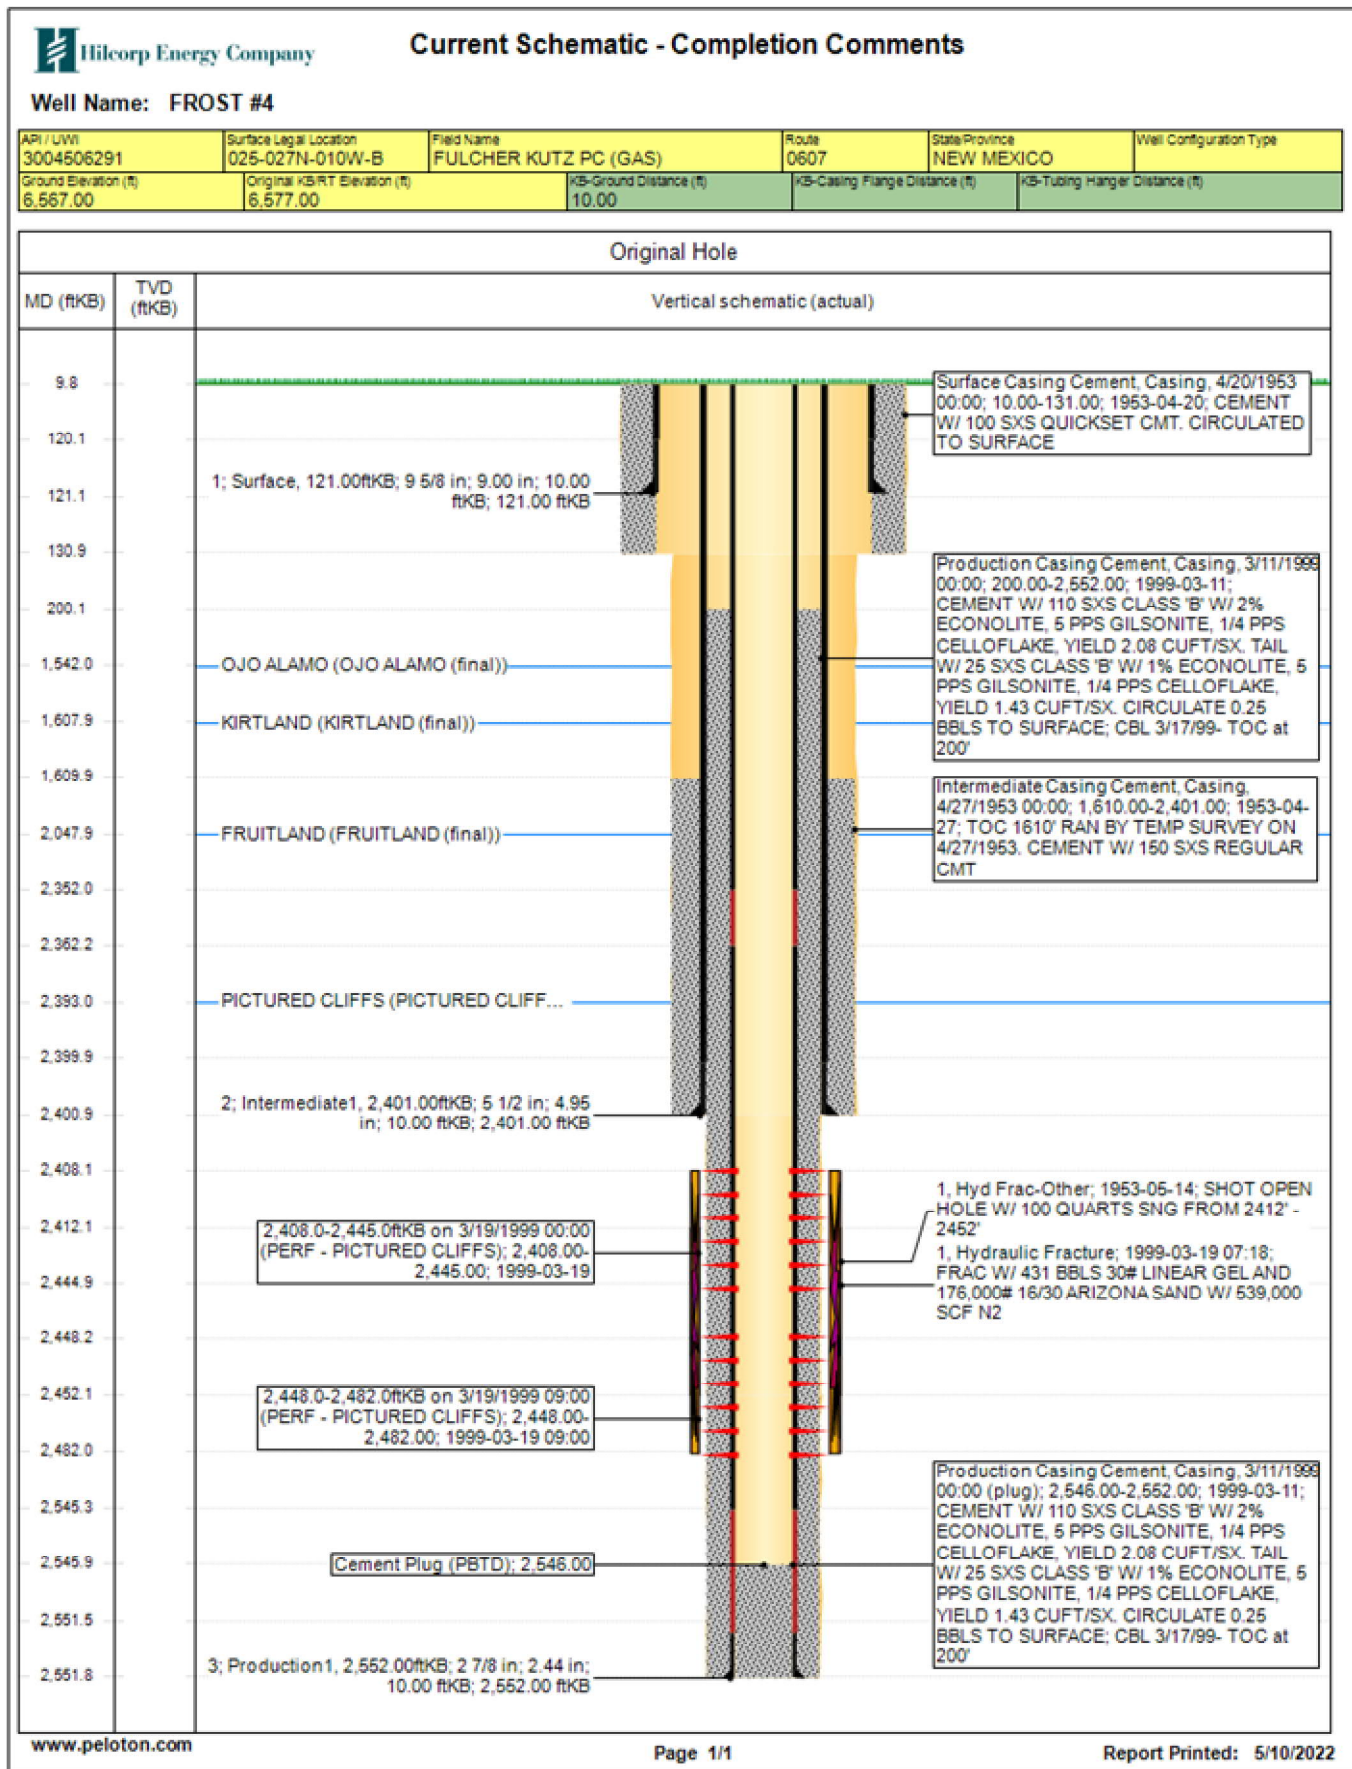 Hilcorp Energy Company
Current Schematic - Completion Comments
Well Name: FROST #4
API / UWI
3004506291
Surface Legal Location
025-027N-010W-B
Field Name
FULCHER KUTZ PC (GAS)
Route
0607
State/Province
NEW MEXICO
Well Configuration Type
Ground Elevation (ft)
6,567.00
Original KB/RT Elevation (ft)
6,577.00
KB-Ground Distance (ft)
10.00
KB-Casing Flange Distance (ft)
KB-Tubing Hanger Distance (ft)
Original Hole
MD (ftKB)
TVD
(ftKB)
Vertical schematic (actual)
9.8
120.1
121.1
130.9
200.1
1,542.0
1,607.9
1,609.9
2,047.9
2,352.0
2,362.2
2,393.0
2,399.9
2,400.9
2,408.1
2,412.1
2,444.9
2,448.2
2,452.1
2,482.0
2,545.3
2,545.9
2,551.5
2,551.8
Surface Casing Cement, Casing, 4/20/1953
00:00; 10.00-131.00; 1953-04-20; CEMENT
W/ 100 SXS QUICKSET CMT. CIRCULATED
TO SURFACE
1; Surface, 121.00ftKB; 9 5/8 in; 9.00 in; 10.00
ftKB; 121.00 ftKB
Production Casing Cement, Casing, 3/11/1999
00:00; 200.00-2,552.00; 1999-03-11;
CEMENT W/ 110 SXS CLASS 'B' W/ 2%
ECONOLITE, 5 PPS GILSONITE, 1/4 PPS
CELLOFLAKE, YIELD 2.08 CUFT/SX. TAIL
W/ 25 SXS CLASS 'B' W/ 1% ECONOLITE, 5
PPS GILSONITE, 1/4 PPS CELLOFLAKE,
YIELD 1.43 CUFT/SX. CIRCULATE 0.25
BBLS TO SURFACE; CBL 3/17/99- TOC at
200'
OJO ALAMO (OJO ALAMO (final))
KIRTLAND (KIRTLAND (final))
Intermediate Casing Cement, Casing,
4/27/1953 00:00; 1,610.00-2,401.00; 1953-04-
27; TOC 1610' RAN BY TEMP SURVEY ON
4/27/1953. CEMENT W/ 150 SXS REGULAR
CMT
FRUITLAND (FRUITLAND (final))
PICTURED CLIFFS (PICTURED CLIFF...
2; Intermediate1, 2,401.00ftKB; 5 1/2 in; 4.95
in; 10.00 ftKB; 2,401.00 ftKB
1, Hyd Frac-Other; 1953-05-14; SHOT OPEN
HOLE W/ 100 QUARTS SNG FROM 2412' -
2452'
1, Hydraulic Fracture; 1999-03-19 07:18;
FRAC W/ 431 BBLS 30# LINEAR GEL AND
176,000# 16/30 ARIZONA SAND W/ 539,000
SCF N2
2,408.0-2,445.0ftKB on 3/19/1999 00:00
(PERF - PICTURED CLIFFS); 2,408.00-
2,445.00; 1999-03-19
2,448.0-2,482.0ftKB on 3/19/1999 09:00
(PERF - PICTURED CLIFFS); 2,448.00-
2,482.00; 1999-03-19 09:00
Production Casing Cement, Casing, 3/11/1999
00:00 (plug); 2,546.00-2,552.00; 1999-03-11;
CEMENT W/ 110 SXS CLASS 'B' W/ 2%
ECONOLITE, 5 PPS GILSONITE, 1/4 PPS
CELLOFLAKE, YIELD 2.08 CUFT/SX. TAIL
W/ 25 SXS CLASS 'B' W/ 1% ECONOLITE, 5
PPS GILSONITE, 1/4 PPS CELLOFLAKE,
YIELD 1.43 CUFT/SX. CIRCULATE 0.25
BBLS TO SURFACE; CBL 3/17/99- TOC at
200'
Cement Plug (PBTD); 2,546.00
3; Production1, 2,552.00ftKB; 2 7/8 in; 2.44 in;
10.00 ftKB; 2,552.00 ftKB
www.peloton.com
Page 1/1
Report Printed: 5/10/2022